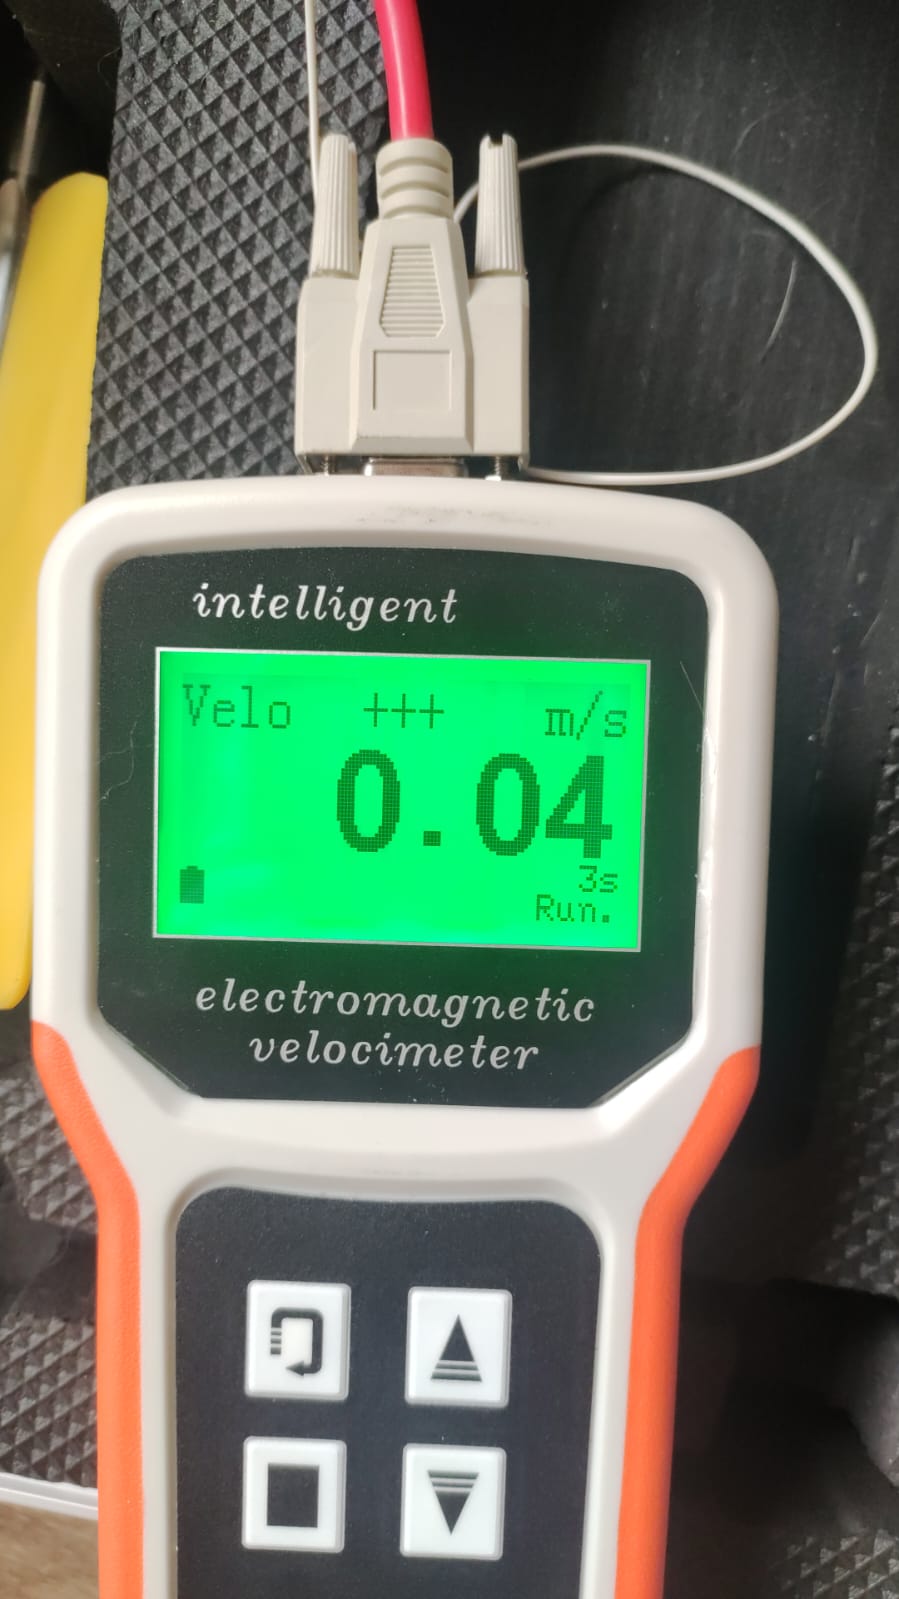 intelligent
Velo +++ m/s
0.04
3s
Run.
electromagnetic
velocimeter